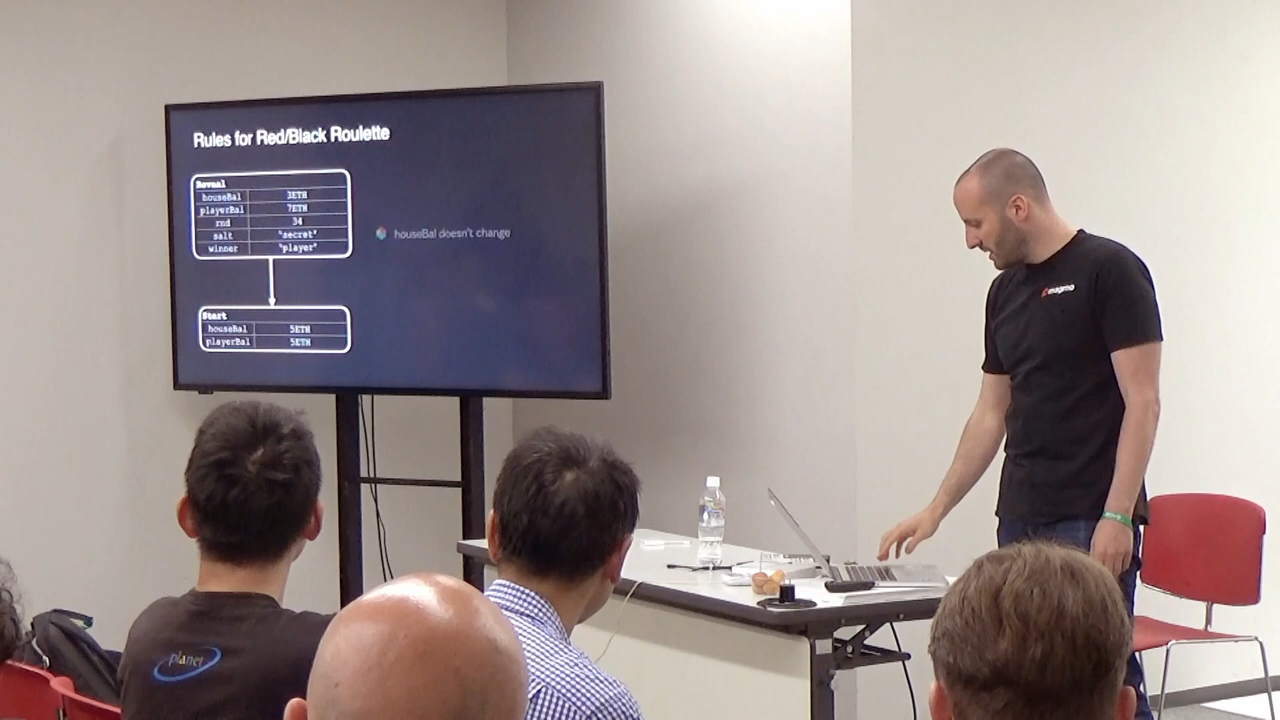 Rules for Red/Black Roulette
Reveal
houseBal 3ETH
playerBal 7ETH
rnd 34
salt "secret"
winner "player"
houseBal doesn't change
Start
houseBal 5ETH
playerBal 5ETH
magmo
planet